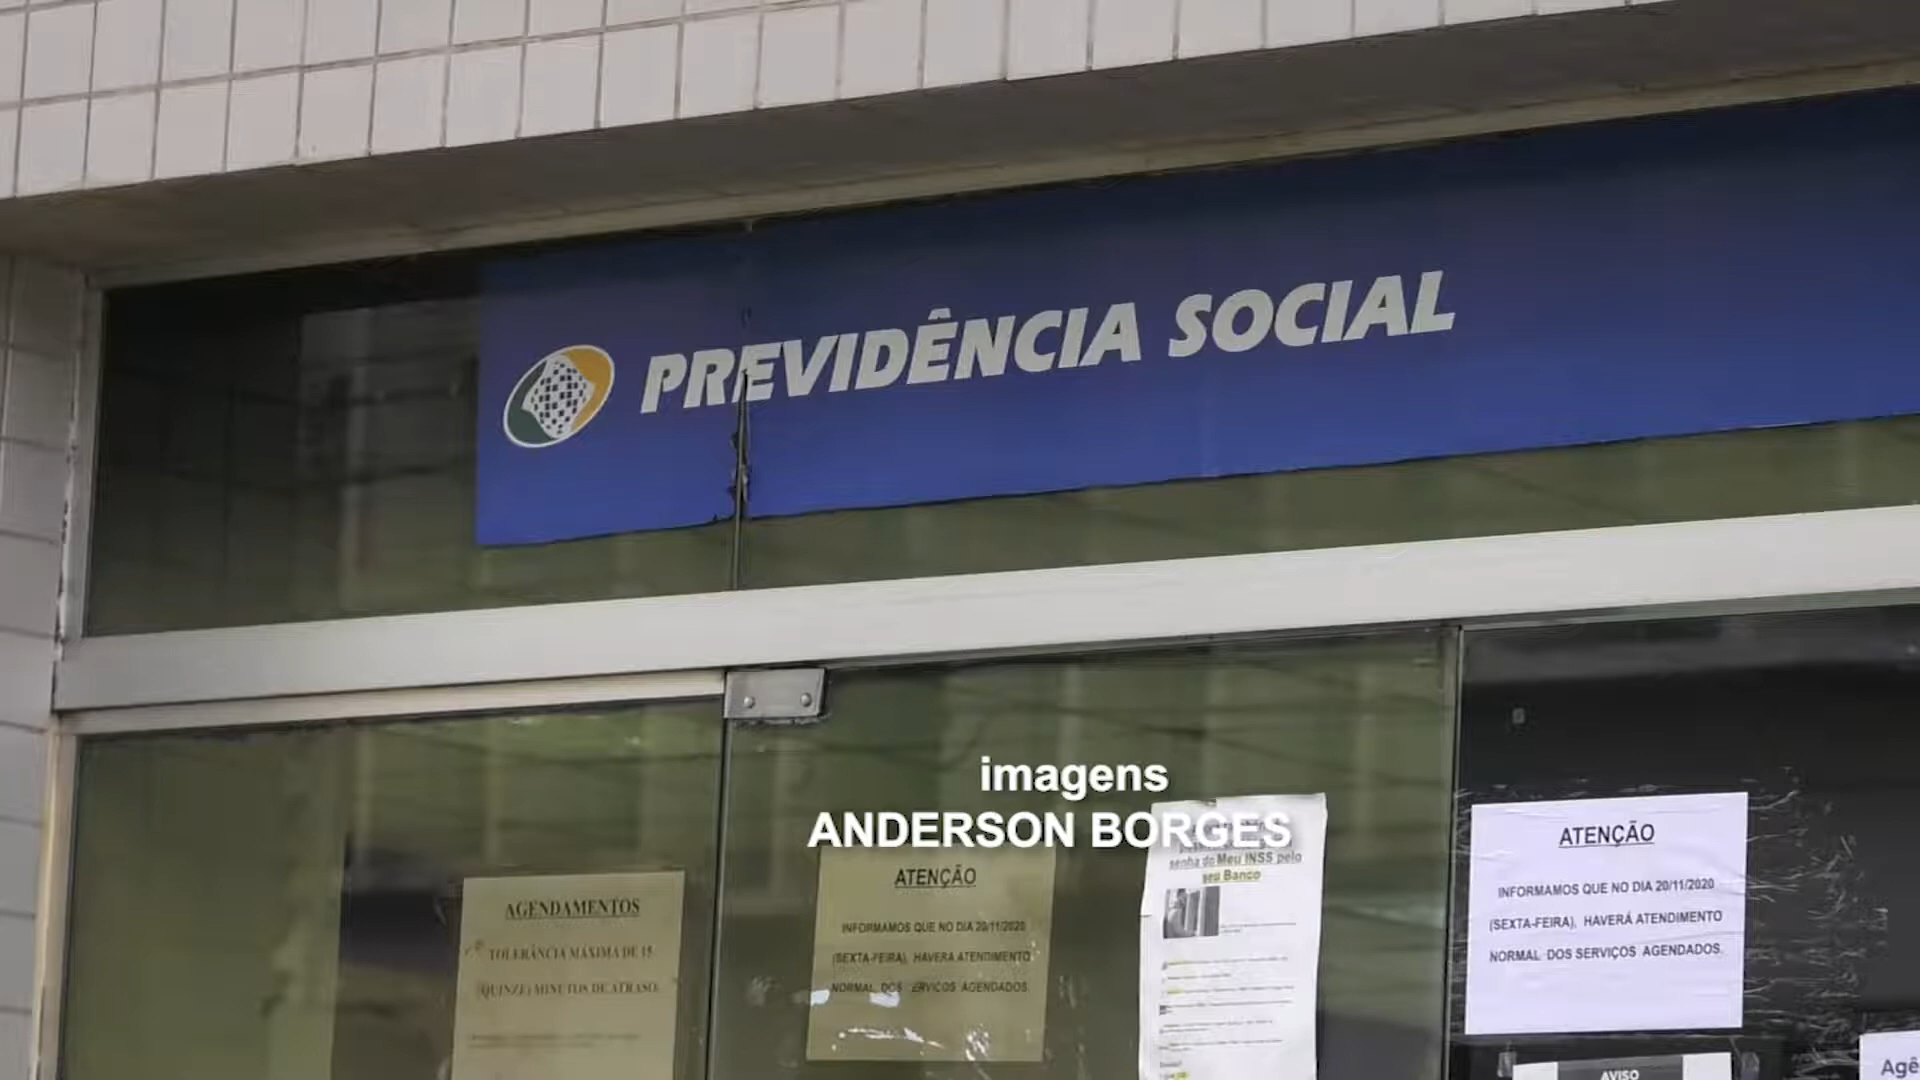 PREVIDÊNCIA SOCIAL
imagens
ANDERSON BORGES
AGENDAMENTOS
TOLERÂNCIA MÁXIMA DE 15
(QUINZE) MINUTOS DE ATRASO.
ATENÇÃO
INFORMAMOS QUE NO DIA 20/11/2020
(SEXTA-FEIRA), HAVERÁ ATENDIMENTO
NORMAL DOS SERVIÇOS AGENDADOS.
senha do Meu INSS pelo
seu Banco
ATENÇÃO
INFORMAMOS QUE NO DIA 20/11/2020
(SEXTA-FEIRA), HAVERÁ ATENDIMENTO
NORMAL DOS SERVIÇOS AGENDADOS.
AVISO
Agê